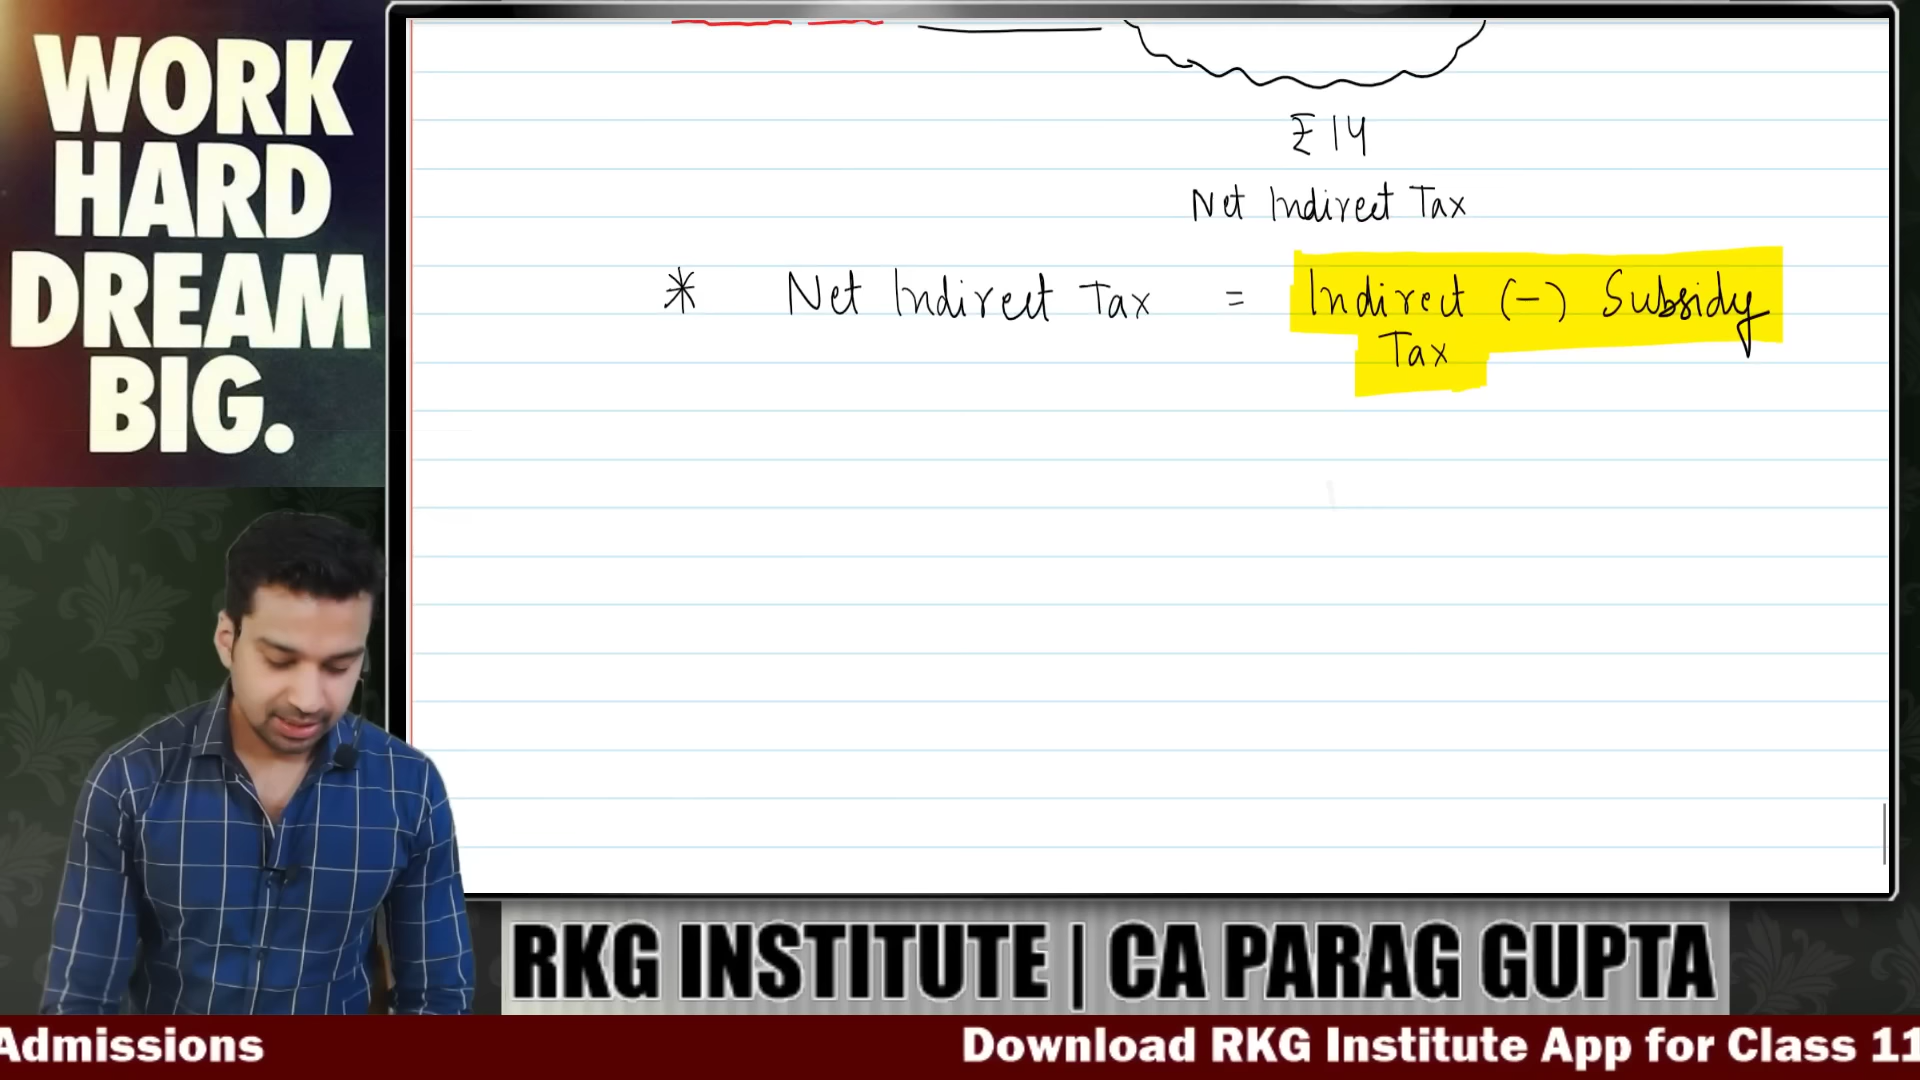 WORK
HARD
DREAM
BIG.
₹14
Net Indirect Tax
* Net Indirect Tax = Indirect (-) Subsidy
Tax
RKG INSTITUTE | CA PARAG GUPTA
Admissions Download RKG Institute App for Class 11